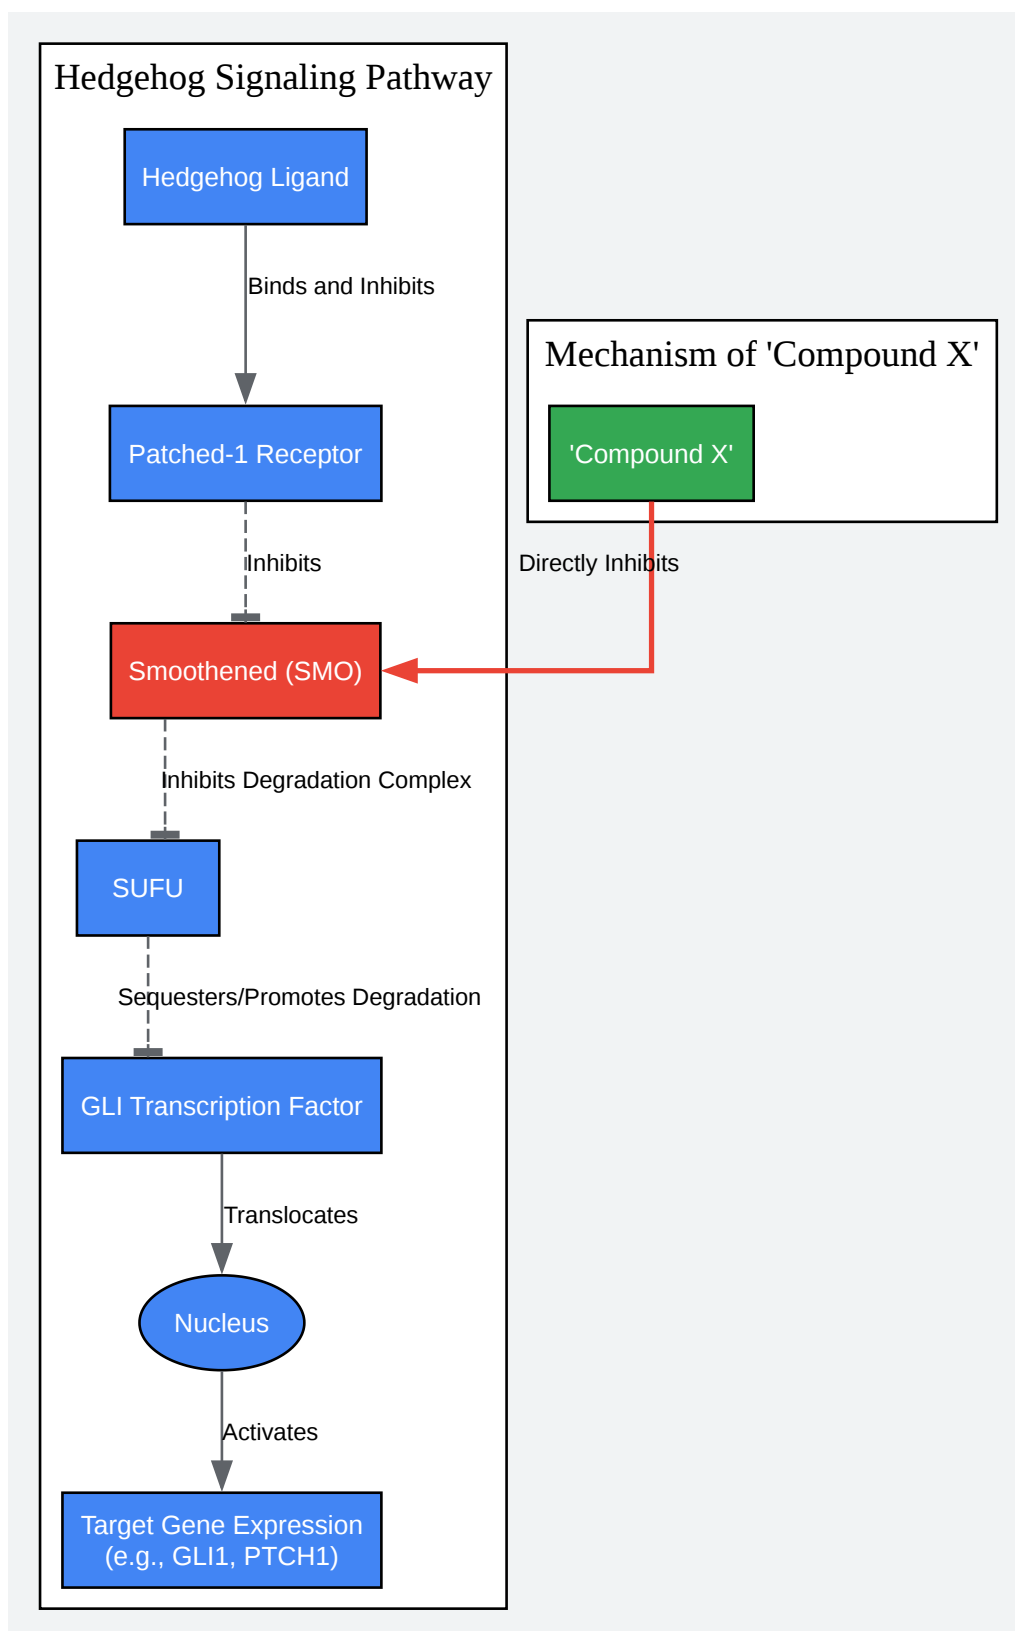 Hedgehog Signaling Pathway
Hedgehog Ligand
Binds and Inhibits
Mechanism of 'Compound X'
Patched-1 Receptor
'Compound X'
Inhibits
Directly Inhibits
Smoothened (SMO)
Inhibits Degradation Complex
SUFU
Sequesters/Promotes Degradation
GLI Transcription Factor
Translocates
Nucleus
Activates
Target Gene Expression
(e.g., GLI1, PTCH1)